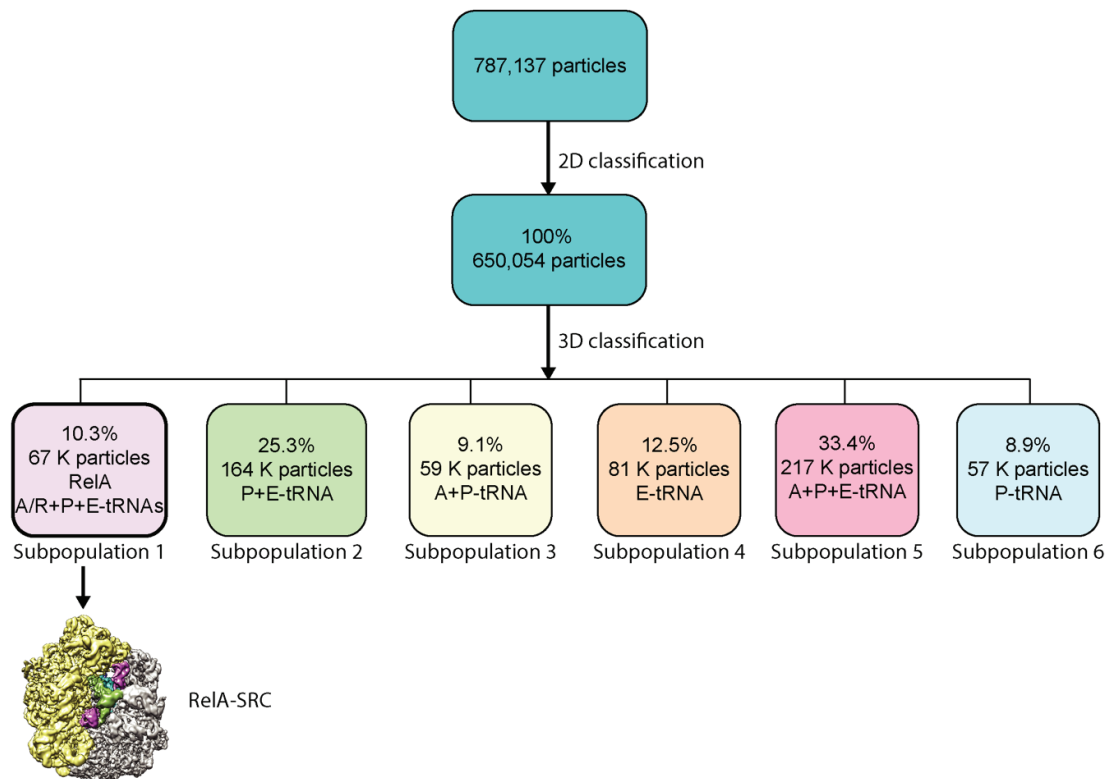 787,137 particles
2D classification
100%
650,054 particles
3D classification
10.3%
67 K particles
RelA
A/R+P+E-tRNAs
Subpopulation 1
25.3%
164 K particles
P+E-tRNA
Subpopulation 2
9.1%
59 K particles
A+P-tRNA
Subpopulation 3
12.5%
81 K particles
E-tRNA
Subpopulation 4
33.4%
217 K particles
A+P+E-tRNA
Subpopulation 5
8.9%
57 K particles
P-tRNA
Subpopulation 6
RelA-SRC